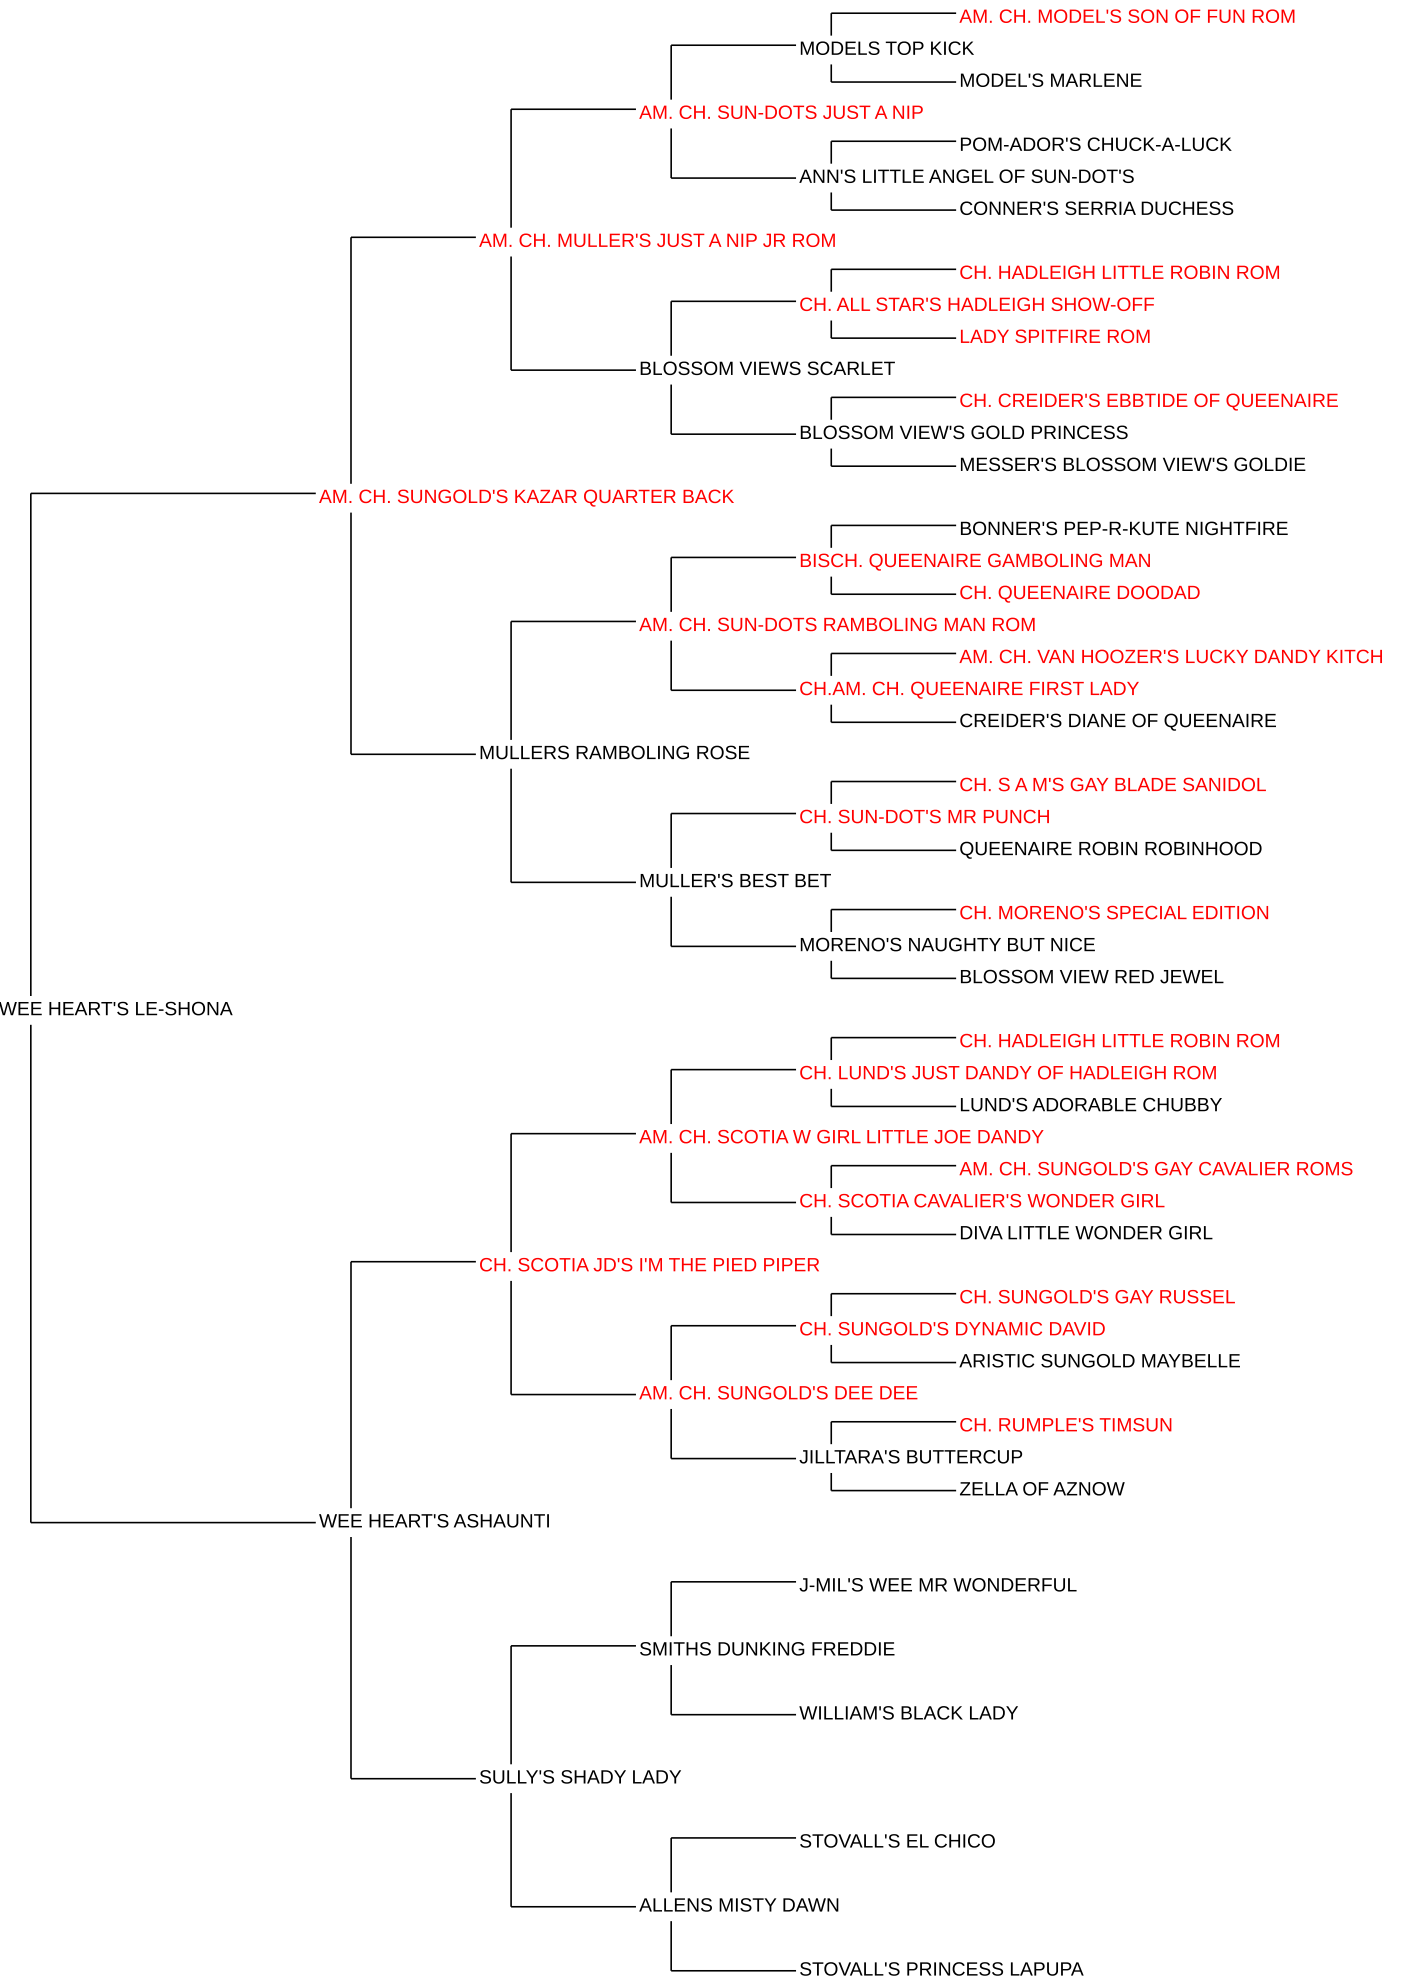 AM. CH. MODEL'S SON OF FUN ROM
MODELS TOP KICK
MODEL'S MARLENE
AM. CH. SUN-DOTS JUST A NIP
POM-ADOR'S CHUCK-A-LUCK
ANN'S LITTLE ANGEL OF SUN-DOT'S
CONNER'S SERRIA DUCHESS
AM. CH. MULLER'S JUST A NIP JR ROM
CH. HADLEIGH LITTLE ROBIN ROM
CH. ALL STAR'S HADLEIGH SHOW-OFF
LADY SPITFIRE ROM
BLOSSOM VIEWS SCARLET
CH. CREIDER'S EBBTIDE OF QUEENAIRE
BLOSSOM VIEW'S GOLD PRINCESS
MESSER'S BLOSSOM VIEW'S GOLDIE
AM. CH. SUNGOLD'S KAZAR QUARTER BACK
BONNER'S PEP-R-KUTE NIGHTFIRE
BISCH. QUEENAIRE GAMBOLING MAN
CH. QUEENAIRE DOODAD
AM. CH. SUN-DOTS RAMBOLING MAN ROM
AM. CH. VAN HOOZER'S LUCKY DANDY KITCH
CH.AM. CH. QUEENAIRE FIRST LADY
CREIDER'S DIANE OF QUEENAIRE
MULLERS RAMBOLING ROSE
CH. S A M'S GAY BLADE SANIDOL
CH. SUN-DOT'S MR PUNCH
QUEENAIRE ROBIN ROBINHOOD
MULLER'S BEST BET
CH. MORENO'S SPECIAL EDITION
MORENO'S NAUGHTY BUT NICE
BLOSSOM VIEW RED JEWEL
WEE HEART'S LE-SHONA
CH. HADLEIGH LITTLE ROBIN ROM
CH. LUND'S JUST DANDY OF HADLEIGH ROM
LUND'S ADORABLE CHUBBY
AM. CH. SCOTIA W GIRL LITTLE JOE DANDY
AM. CH. SUNGOLD'S GAY CAVALIER ROMS
CH. SCOTIA CAVALIER'S WONDER GIRL
DIVA LITTLE WONDER GIRL
CH. SCOTIA JD'S I'M THE PIED PIPER
CH. SUNGOLD'S GAY RUSSEL
CH. SUNGOLD'S DYNAMIC DAVID
ARISTIC SUNGOLD MAYBELLE
AM. CH. SUNGOLD'S DEE DEE
CH. RUMPLE'S TIMSUN
JILLTARA'S BUTTERCUP
ZELLA OF AZNOW
WEE HEART'S ASHAUNTI
J-MIL'S WEE MR WONDERFUL
SMITHS DUNKING FREDDIE
WILLIAM'S BLACK LADY
SULLY'S SHADY LADY
STOVALL'S EL CHICO
ALLENS MISTY DAWN
STOVALL'S PRINCESS LAPUPA